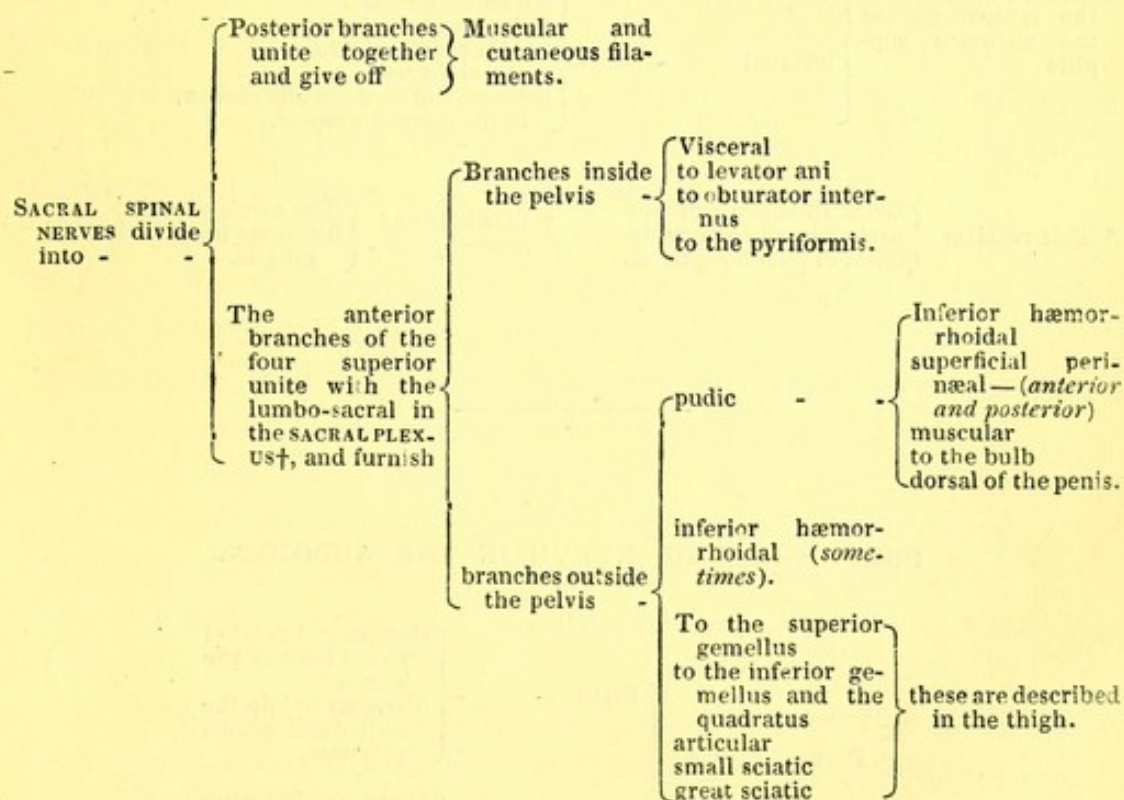 Posterior branches
unite together
and give off
Muscular and
cutaneous fila-
ments.
SACRAL SPINAL
NERVES divide
into - -
The anterior
branches of the
four superior
unite with the
lumbo-sacral in
the SACRAL PLEX-
US†, and furnish
Branches inside
the pelvis -
Visceral
to levator ani
to obturator inter-
nus
to the pyriformis.
branches outside
the pelvis -
pudic - -
Inferior hæmor-
rhoidal
superficial peri-
næal — (anterior
and posterior)
muscular
to the bulb
dorsal of the penis.
inferior hæmor-
rhoidal (some-
times).
To the superior
gemellus
to the inferior ge-
mellus and the
quadratus
articular
small sciatic
great sciatic
these are described
in the thigh.